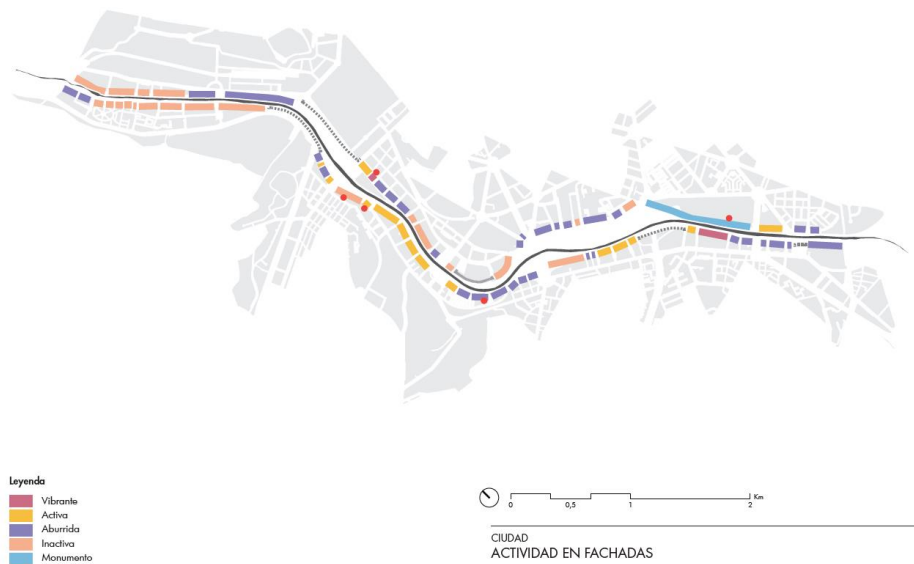 Leyenda
Vibrante
Activa
Aburrida
Inactiva
Monumento
0
0,5
1
2
Km
CIUDAD
ACTIVIDAD EN FACHADAS